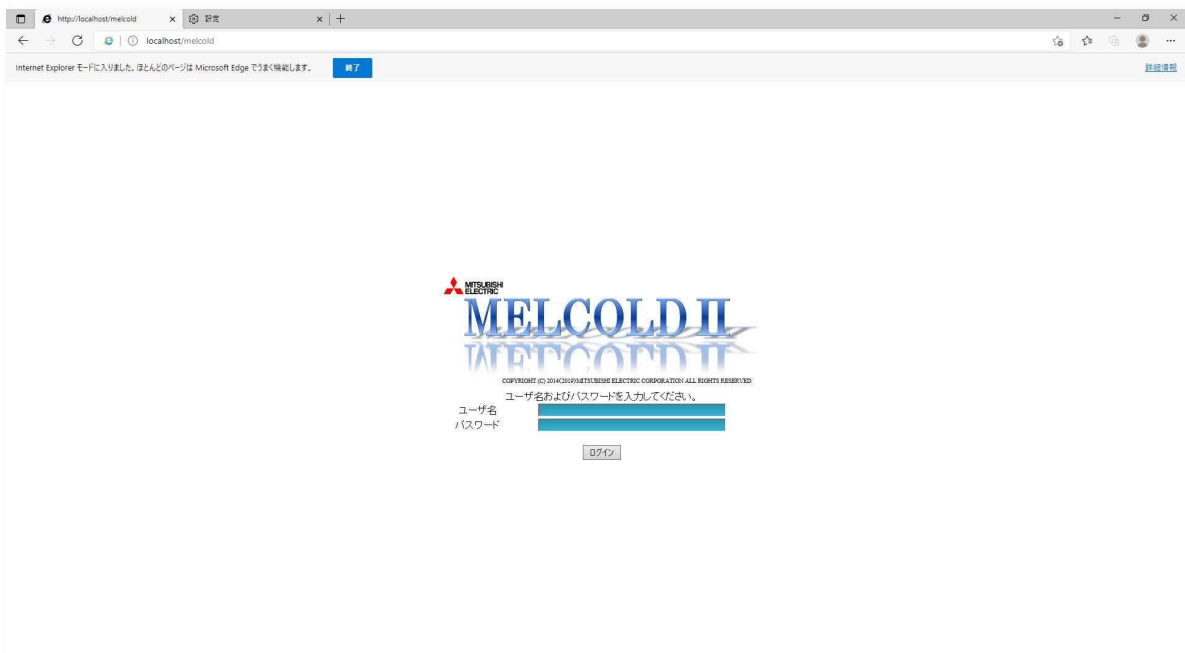 http://localhost/melcold
設定
localhost/melcold
Internet Explorer モードに入りました。ほとんどのページは Microsoft Edge でうまく機能します。
終了
詳細情報
MITSUBISHI
ELECTRIC
MELCOLD II
COPYRIGHT (C) 2014(2019)MITSUBISHI ELECTRIC CORPORATION ALL RIGHTS RESERVED
ユーザ名およびパスワードを入力してください。
ユーザ名
パスワード
ログイン